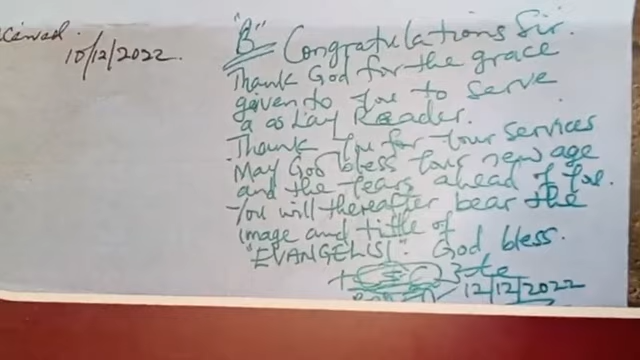 Received.
10/12/2022.
"B" Congratulations Sir.
Thank God for the grace
given to you to serve
a as Lay Reader.
Thank You for Your services
May God bless Your new age
and the Years ahead of You.
You will thereafter bear the
image and tittle of
"EVANGELIST". God bless.
12/12/2022